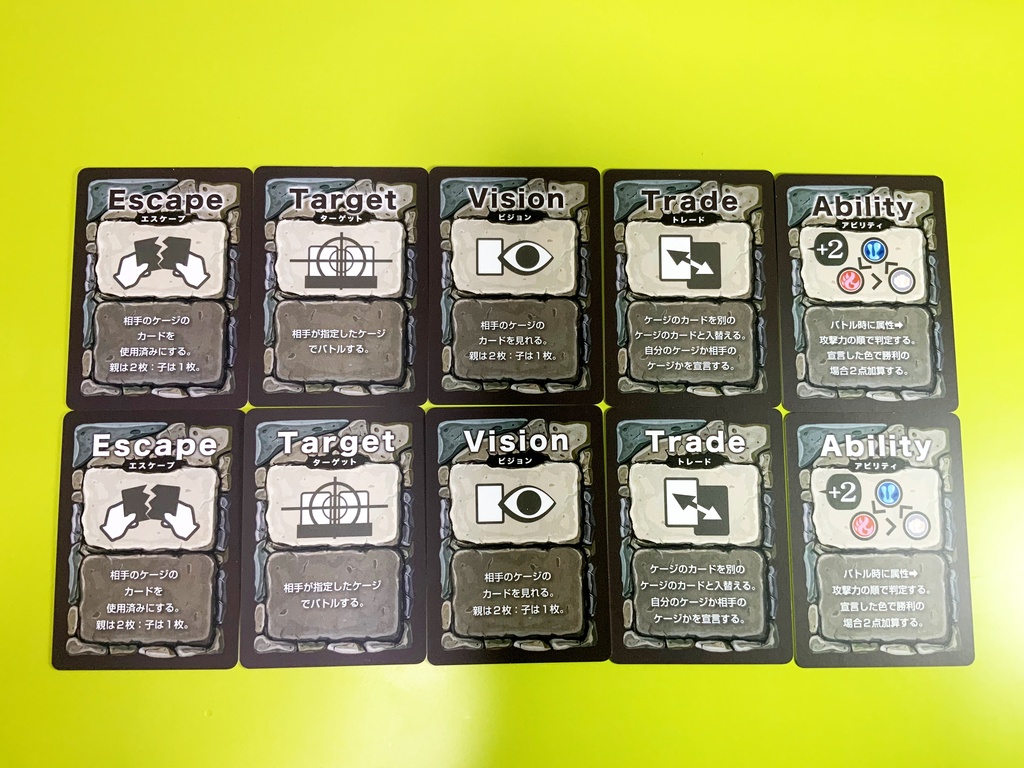 Escape
エスケープ
相手のケージの
カードを
使用済みにする。
親は2枚：子は1枚。
Target
ターゲット
相手が指定したケージ
でバトルする。
Vision
ビジョン
相手のケージの
カードを見れる。
親は2枚：子は1枚。
Trade
トレード
ケージのカードを別の
ケージのカードと入替える。
自分のケージか相手の
ケージかを宣言する。
Ability
アビリティ
+2
>
バトル時に属性➡
攻撃力の順で判定する。
宣言した色で勝利の
場合2点加算する。
Escape
エスケープ
相手のケージの
カードを
使用済みにする。
親は2枚：子は1枚。
Target
ターゲット
相手が指定したケージ
でバトルする。
Vision
ビジョン
相手のケージの
カードを見れる。
親は2枚：子は1枚。
Trade
トレード
ケージのカードを別の
ケージのカードと入替える。
自分のケージか相手の
ケージかを宣言する。
Ability
アビリティ
+2
>
バトル時に属性➡
攻撃力の順で判定する。
宣言した色で勝利の
場合2点加算する。